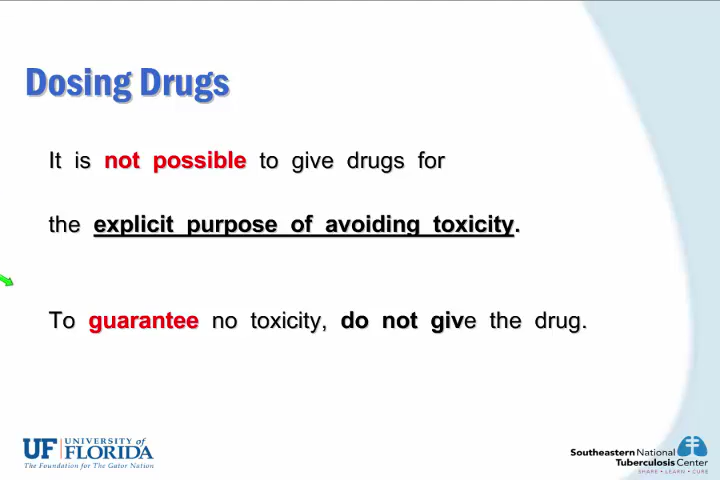 Dosing Drugs
It is not possible to give drugs for
the explicit purpose of avoiding toxicity.
To guarantee no toxicity, do not give the drug.
UF UNIVERSITY of
FLORIDA
The Foundation for The Gator Nation
Southeastern National
Tuberculosis Center
SHARE • LEARN • CURE